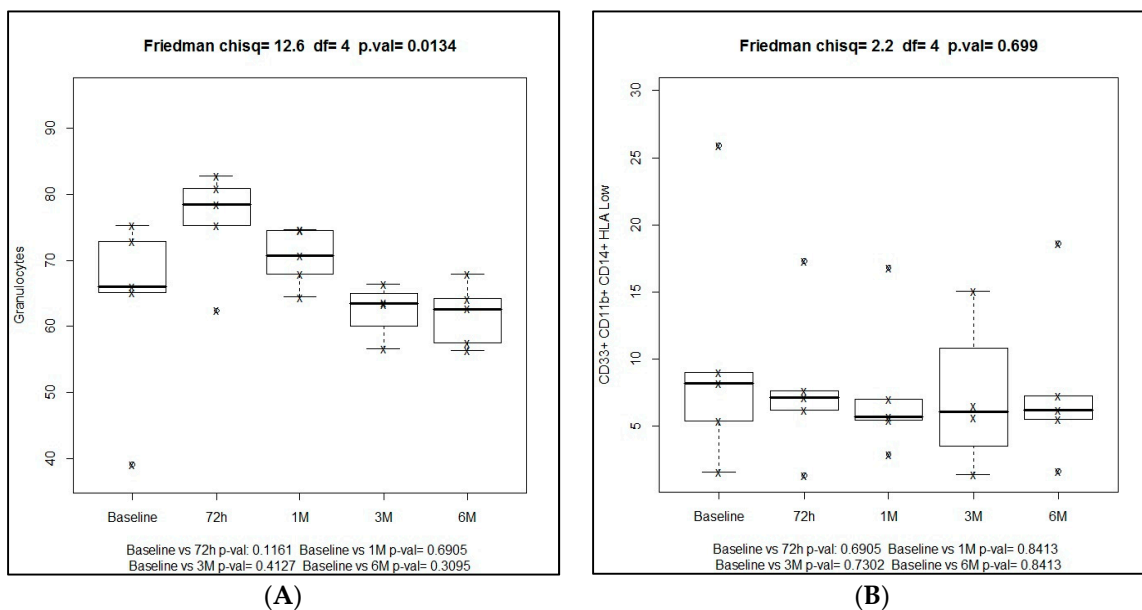 Friedman chisq= 12.6 df= 4 p.val= 0.0134
Granulocytes
90
80
70
60
50
40
Baseline 72h 1M 3M 6M
Baseline vs 72h p-val: 0.1161 Baseline vs 1M p-val= 0.6905
Baseline vs 3M p-val= 0.4127 Baseline vs 6M p-val= 0.3095
(A)
Friedman chisq= 2.2 df= 4 p.val= 0.699
CD33+ CD11b+ CD14+ HLA Low
30
25
20
15
10
5
Baseline 72h 1M 3M 6M
Baseline vs 72h p-val: 0.6905 Baseline vs 1M p-val= 0.8413
Baseline vs 3M p-val= 0.7302 Baseline vs 6M p-val= 0.8413
(B)